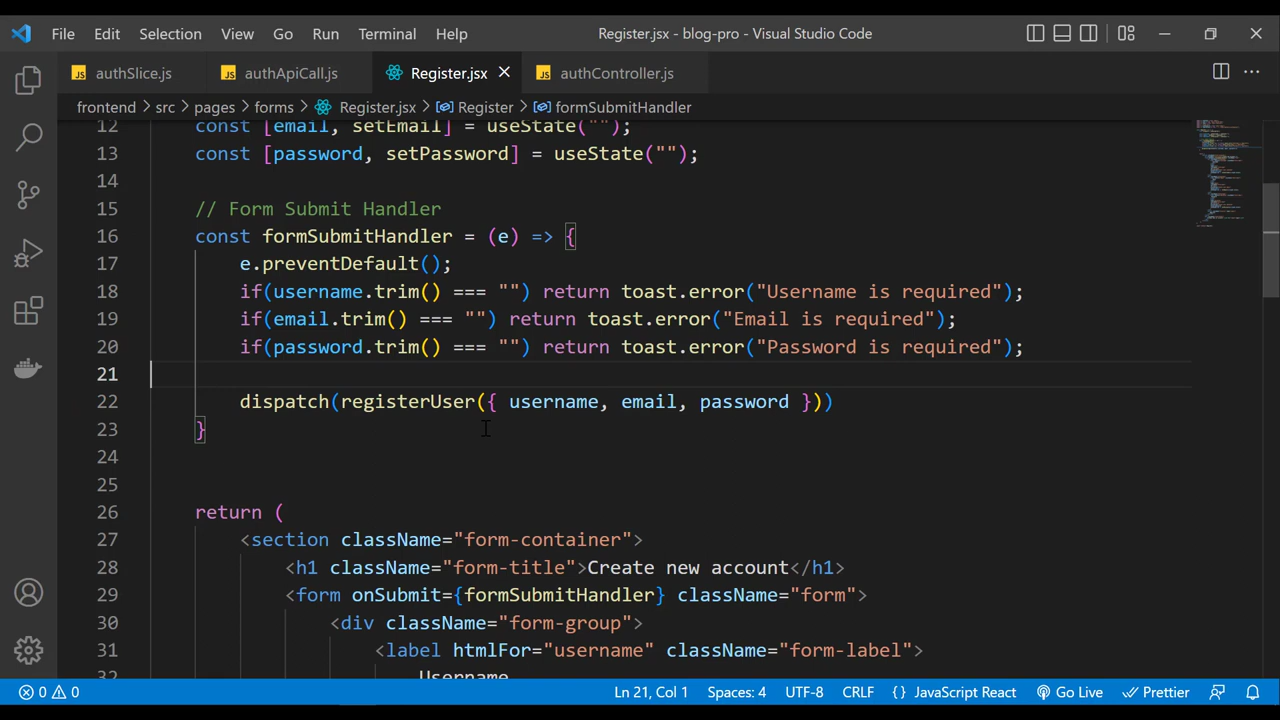 File Edit Selection View Go Run Terminal Help Register.jsx - blog-pro - Visual Studio Code
JS authSlice.js JS authApiCall.js Register.jsx JS authController.js
frontend > src > pages > forms > Register.jsx > Register > formSubmitHandler
12 const [email, setEmail] = useState("");
13 const [password, setPassword] = useState("");
14
15 // Form Submit Handler
16 const formSubmitHandler = (e) => {
17 e.preventDefault();
18 if(username.trim() === "") return toast.error("Username is required");
19 if(email.trim() === "") return toast.error("Email is required");
20 if(password.trim() === "") return toast.error("Password is required");
21
22 dispatch(registerUser({ username, email, password }))
23 }
24
25
26 return (
27 <section className="form-container">
28 <h1 className="form-title">Create new account</h1>
29 <form onSubmit={formSubmitHandler} className="form">
30 <div className="form-group">
31 <label htmlFor="username" className="form-label">
32 Username
0 0 Ln 21, Col 1 Spaces: 4 UTF-8 CRLF {} JavaScript React Go Live Prettier